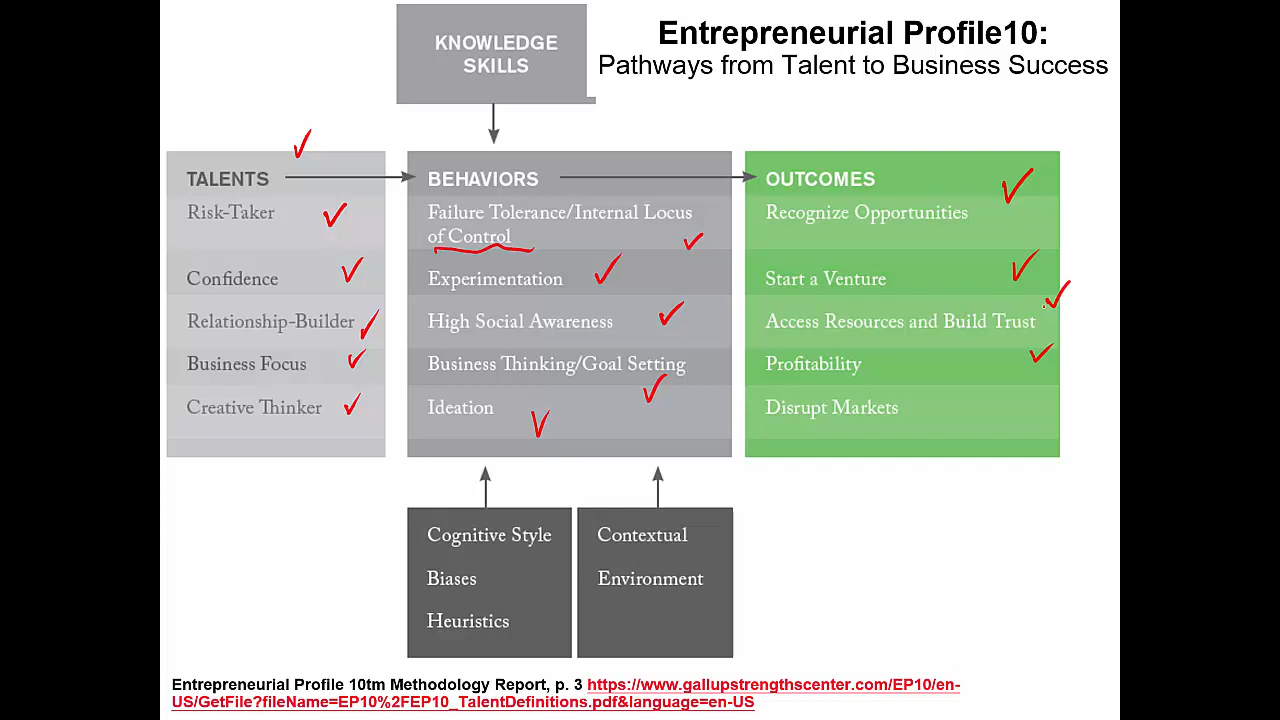 Entrepreneurial Profile10:
Pathways from Talent to Business Success
KNOWLEDGE
SKILLS
TALENTS
Risk-Taker
Confidence
Relationship-Builder
Business Focus
Creative Thinker
BEHAVIORS
Failure Tolerance/Internal Locus
of Control
Experimentation
High Social Awareness
Business Thinking/Goal Setting
Ideation
OUTCOMES
Recognize Opportunities
Start a Venture
Access Resources and Build Trust
Profitability
Disrupt Markets
Cognitive Style
Biases
Heuristics
Contextual
Environment
Entrepreneurial Profile 10tm Methodology Report, p. 3 https://www.gallupstrengthscenter.com/EP10/en-
US/GetFile?fileName=EP10%2FEP10_TalentDefinitions.pdf&language=en-US